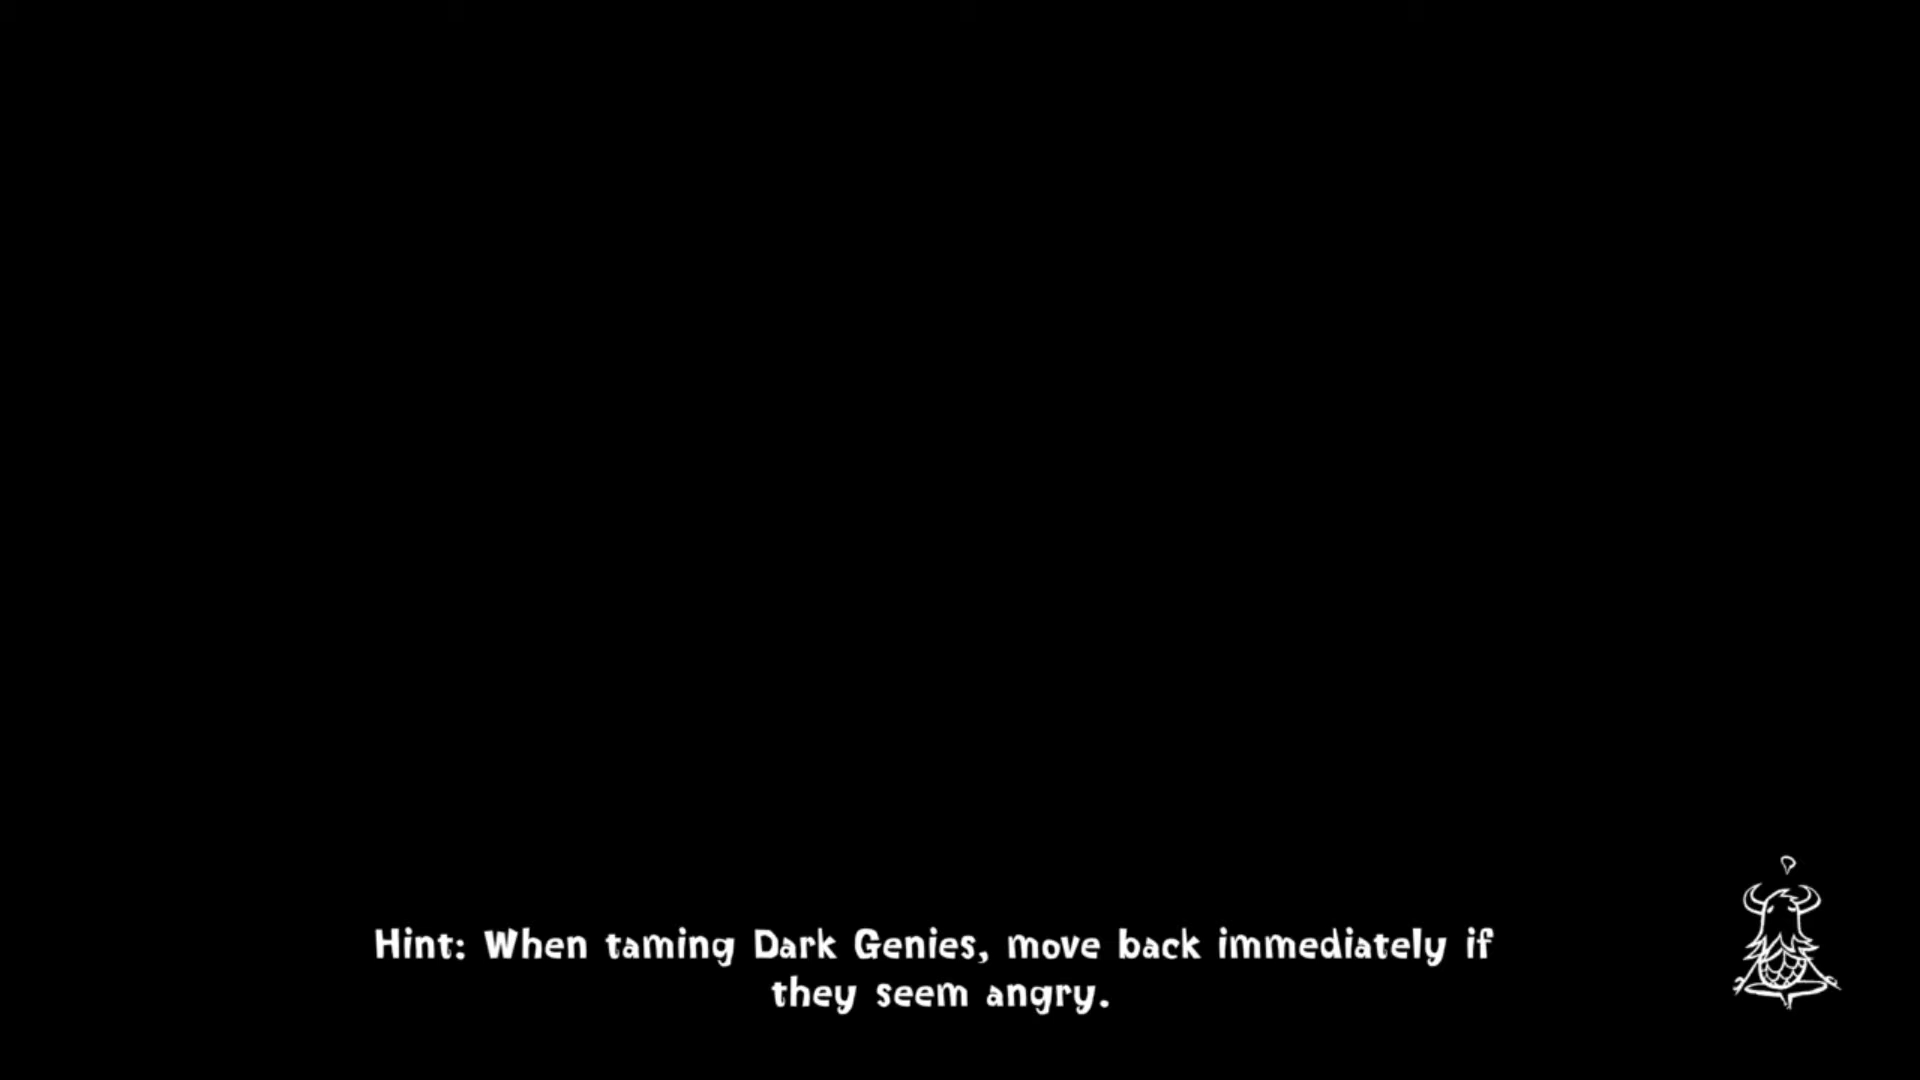 Hint: When taming Dark Genies, move back immediately if
they seem angry.